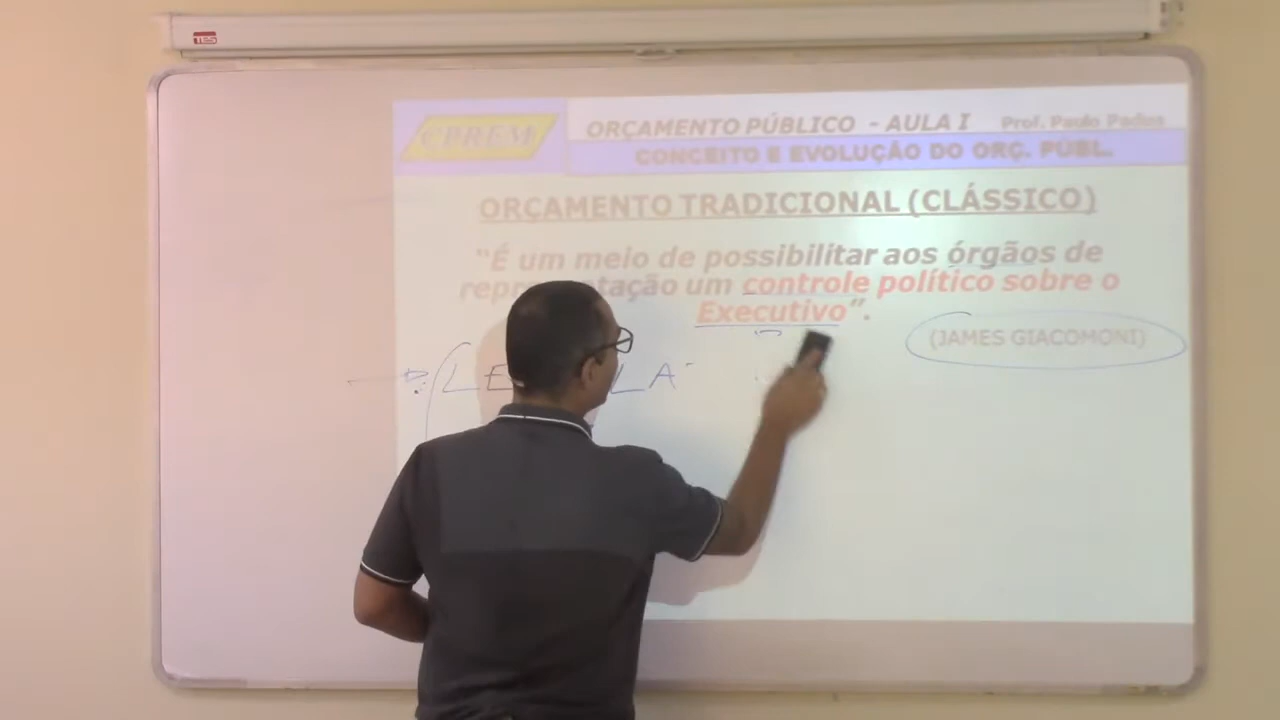 TES
CPREM
ORÇAMENTO PÚBLICO - AULA I Prof. Paulo
CONCEITO E EVOLUÇÃO DO ORÇ. PÚBL.
ORÇAMENTO TRADICIONAL (CLÁSSICO)
"É um meio de possibilitar aos órgãos de
um controle político sobre o
Executivo".
(JAMES GIACOMONI)